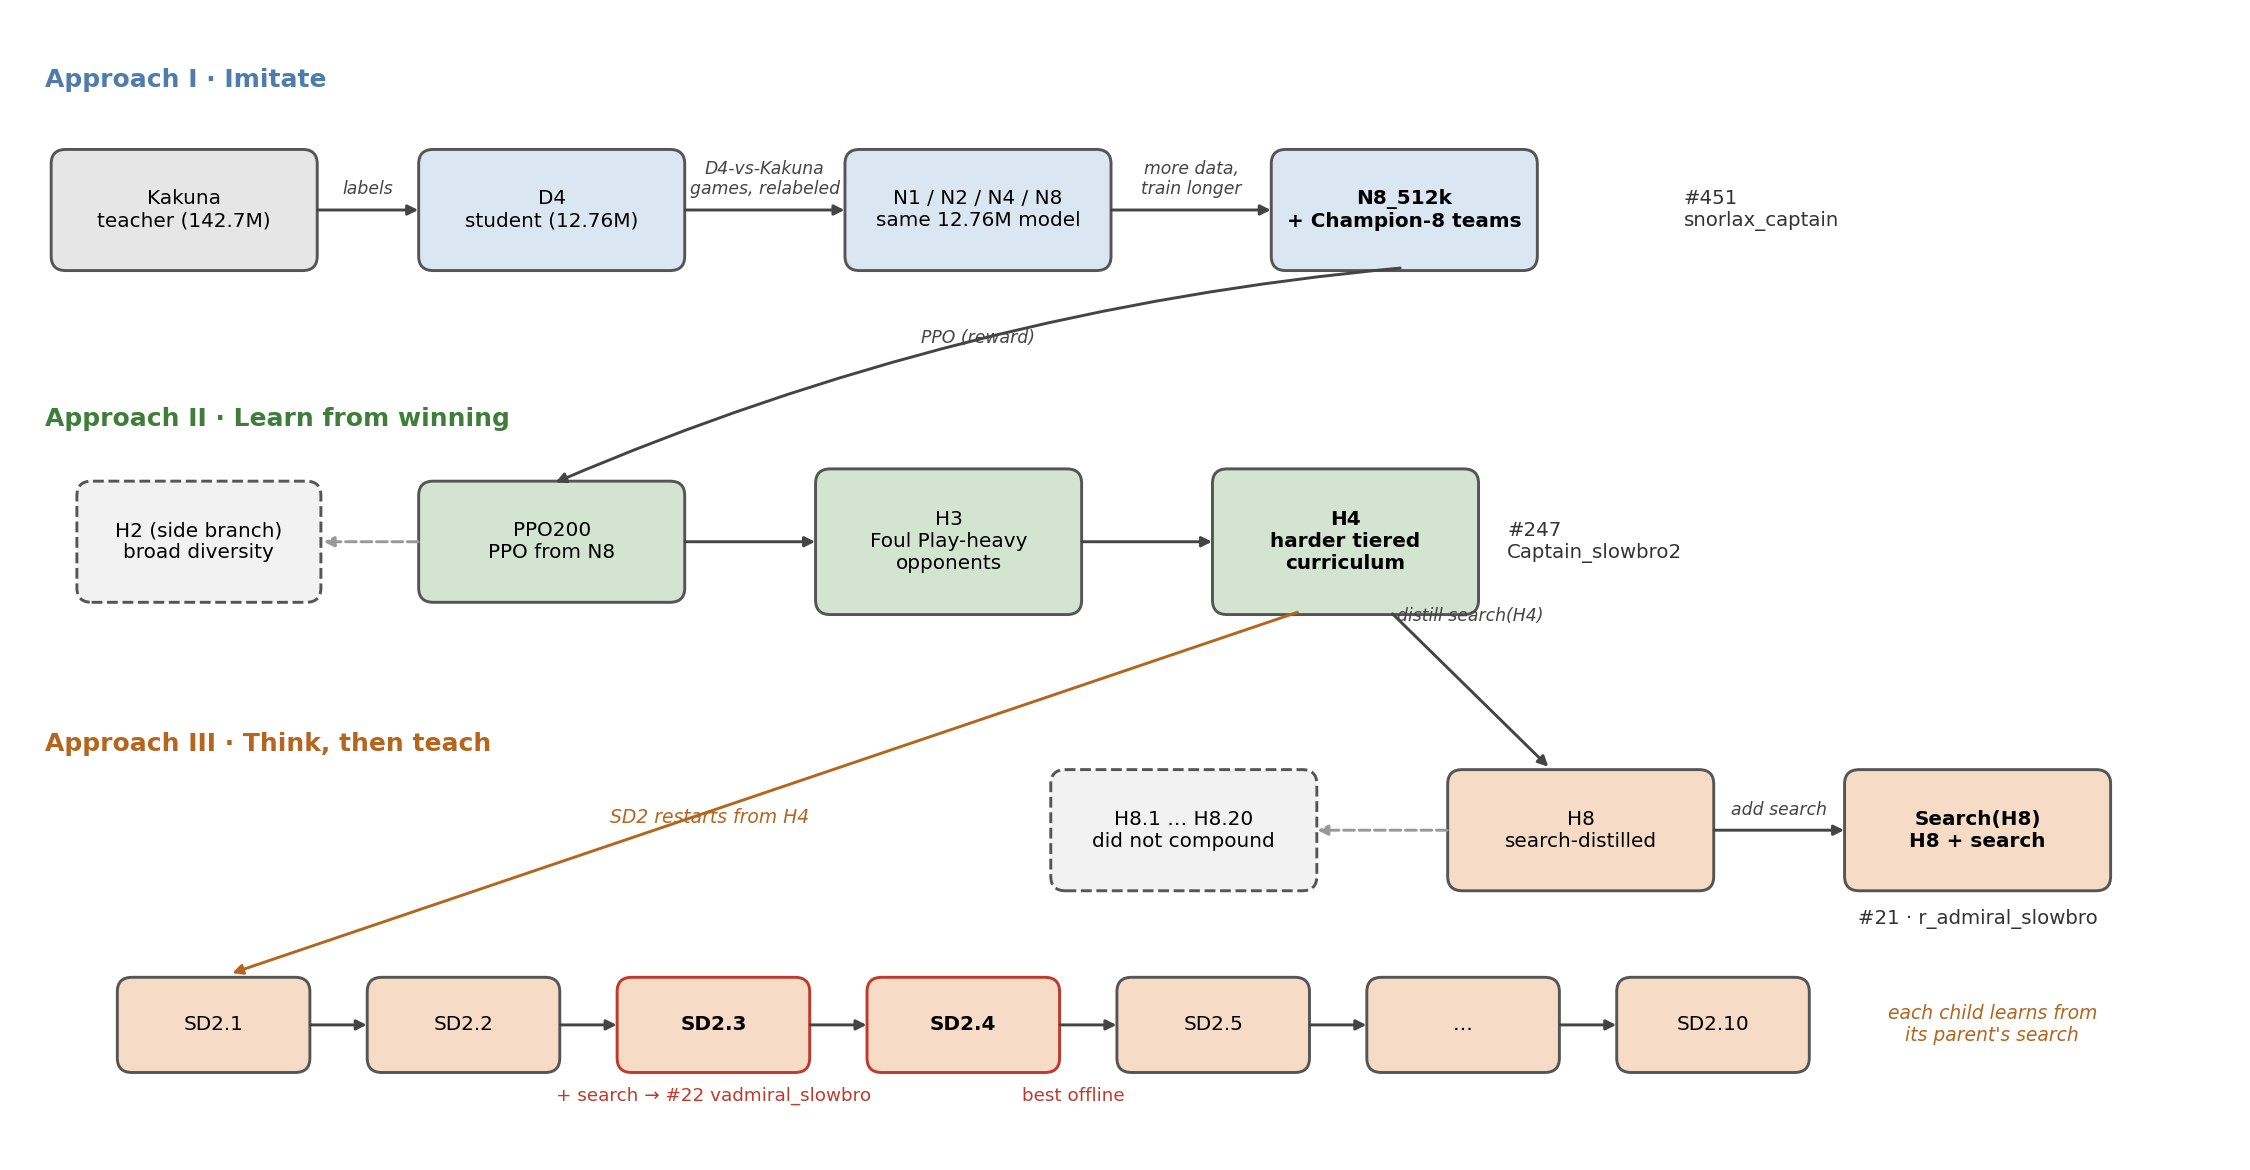 Approach I · Imitate
Kakuna
teacher (142.7M)
labels
D4
student (12.76M)
D4-vs-Kakuna
games, relabeled
N1 / N2 / N4 / N8
same 12.76M model
more data,
train longer
N8_512k
+ Champion-8 teams
#451
snorlax_captain
PPO (reward)
Approach II · Learn from winning
H2 (side branch)
broad diversity
PPO200
PPO from N8
H3
Foul Play-heavy
opponents
H4
harder tiered
curriculum
#247
Captain_slowbro2
distill search(H4)
Approach III · Think, then teach
SD2 restarts from H4
H8.1 ... H8.20
did not compound
H8
search-distilled
add search
Search(H8)
H8 + search
#21 · r_admiral_slowbro
SD2.1
SD2.2
SD2.3
SD2.4
SD2.5
...
SD2.10
each child learns from
its parent's search
+ search → #22 vadmiral_slowbro
best offline